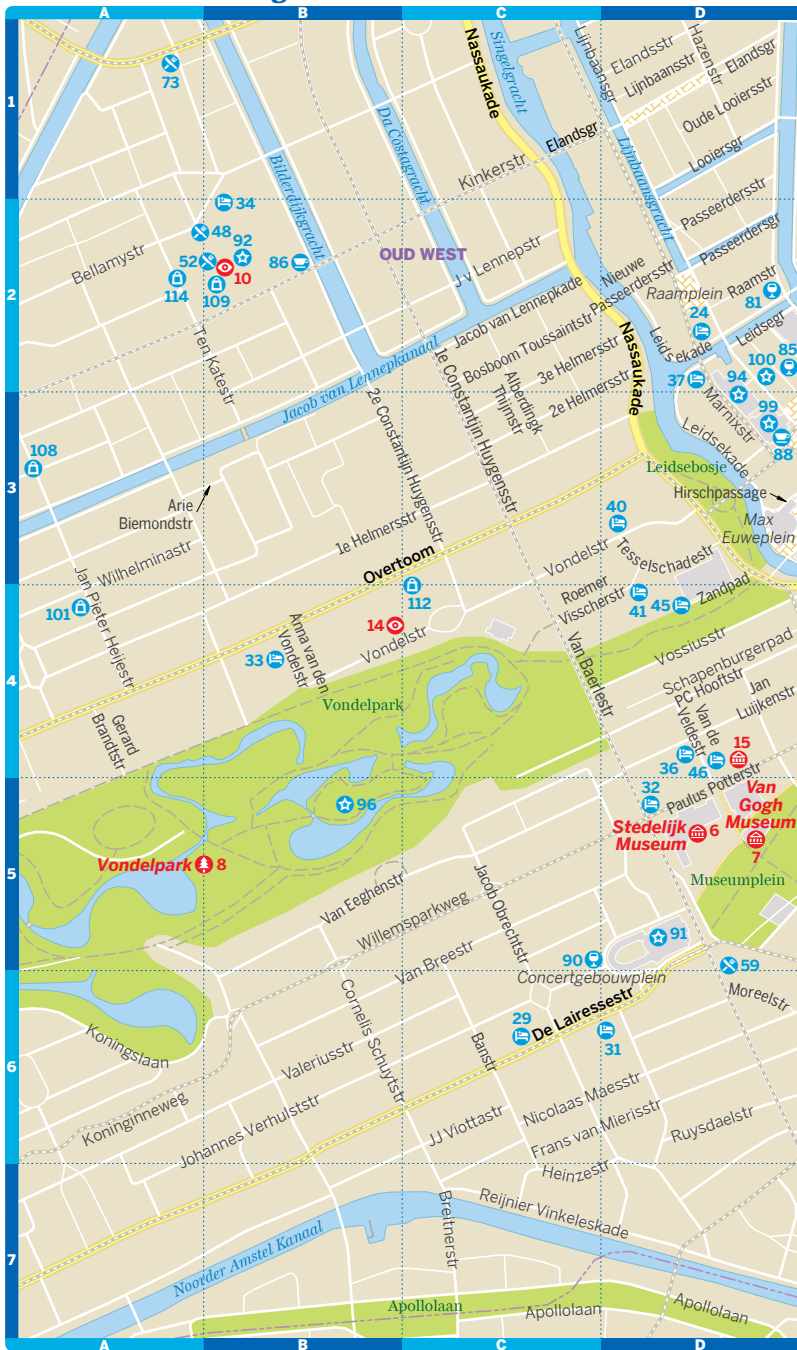 g
A
B
C
D
1
2
3
4
5
6
7
73
Nassaukade
Singelgracht
Lijnbaansgr
Hazenstr
Elandsstr
Elandsgr
Lijnbaansstr
Oude Looiersstr
Looiersgr
Elandsgr
Da Costagracht
Kinkerstr
Bilderdijkgracht
Lijnbaansgracht
Passeerdersstr
Passeerdersgr
34
48
92
52
10
86
OUD WEST
J v Lennepstr
Bellamystr
114
109
Nieuwe
Passeerdersstr
Raamplein
Raamstr
81
24
Leidsegr
Jacob van Lennepkade
Bosboom Toussaintstr
Nassaukade
Leidsekade
85
100
37
94
Ten Katestr
Jacob van Lennepkanaal
1e Constantijn Huygensstr
2e Constantijn Huygensstr
Alberdingk
Thijmstr
3e Helmersstr
2e Helmersstr
Marnixstr
99
88
Leidsekade
108
Leidsebosje
Hirschpassage
Arie
Biemondstr
40
Max
Euweplein
1e Helmersstr
Wilhelminastr
Overtoom
Vondelstr
Tesselschadestr
Jan Pieter Heijestr
101
112
Roemer
Visscherstr
41
45
Zandpad
14
Vondelstr
Anna van den
Vondelstr
33
Van Baerlestr
Vossiusstr
Schapenburgerpad
PC Hooftstr
Jan
Luijkenstr
Vondelpark
Gerard
Brandtstr
Van de
Veldestr
15
36
46
32
Paulus Potterstr
96
Van
Gogh
Museum
Stedelijk
Museum
6
7
Vondelpark
8
Museumplein
Van Eeghenstr
Jacob Obrechtstr
Willemsparkweg
Van Breestr
91
90
59
Concertgebouwplein
Moreelstr
Cornelis Schuytstr
29
De Lairessestr
31
Koningslaan
Valeriusstr
Banstr
Koninginneweg
Johannes Verhulststr
Nicolaas Maesstr
JJ Viottastr
Frans van Mierisstr
Ruysdaelstr
Heinzestr
Breitnerstr
Reijnier Vinkeleskade
Noorder Amstel Kanaal
Apollolaan
Apollolaan
Apollolaan
A
B
C
D